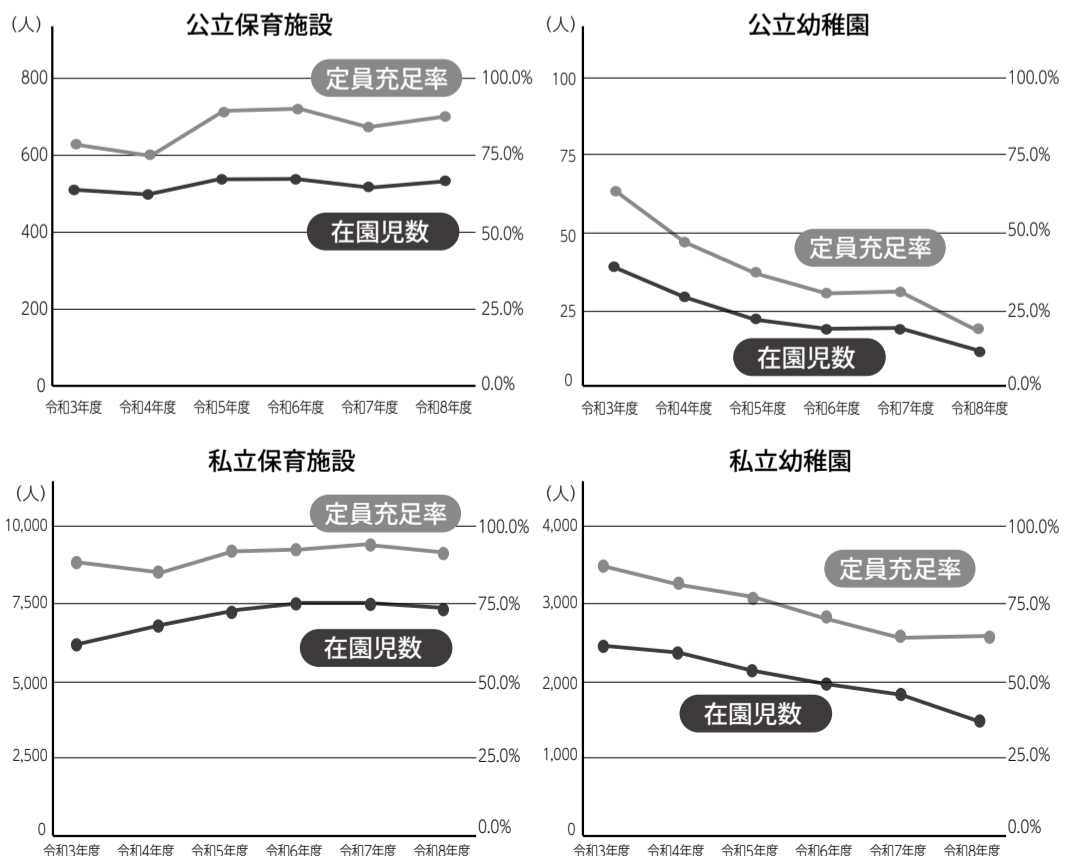 公立保育施設
(人)
800
600
400
200
0
100.0%
75.0%
50.0%
25.0%
0.0%
定員充足率
在園児数
令和3年度 令和4年度 令和5年度 令和6年度 令和7年度 令和8年度
公立幼稚園
(人)
100
75
50
25
0
100.0%
75.0%
50.0%
25.0%
0.0%
定員充足率
在園児数
令和3年度 令和4年度 令和5年度 令和6年度 令和7年度 令和8年度
私立保育施設
(人)
10,000
7,500
5,000
2,500
0
100.0%
75.0%
50.0%
25.0%
0.0%
定員充足率
在園児数
令和3年度 令和4年度 令和5年度 令和6年度 令和7年度 令和8年度
私立幼稚園
(人)
4,000
3,000
2,000
1,000
0
100.0%
75.0%
50.0%
25.0%
0.0%
定員充足率
在園児数
令和3年度 令和4年度 令和5年度 令和6年度 令和7年度 令和8年度